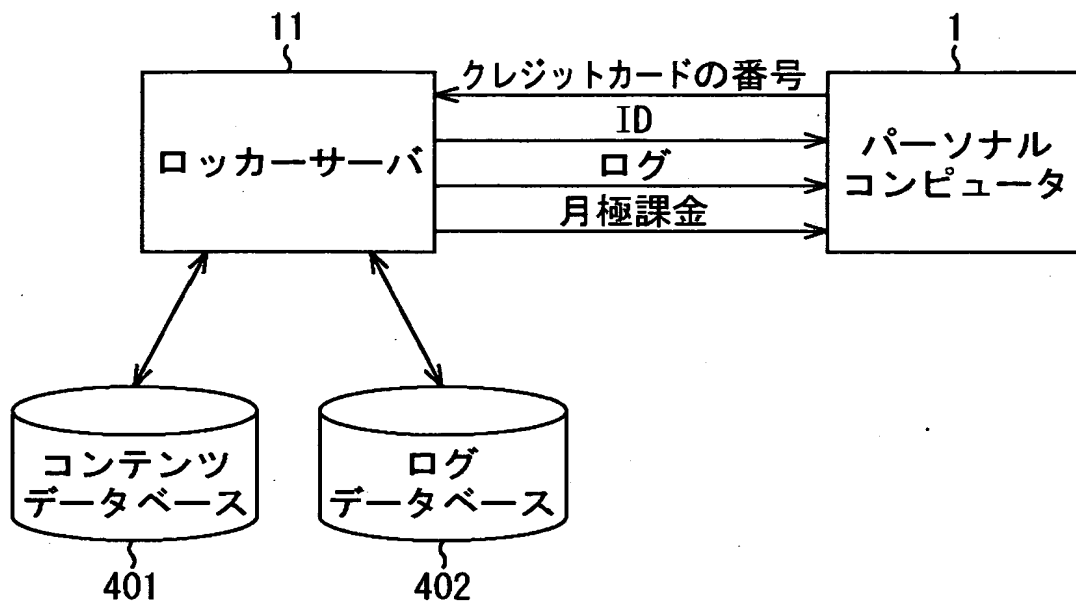 11
1
クレジットカードの番号
ID
ロッカーサーバ
ログ
月極課金
パーソナル
コンピュータ
コンテンツ
データベース
ログ
データベース
401
402